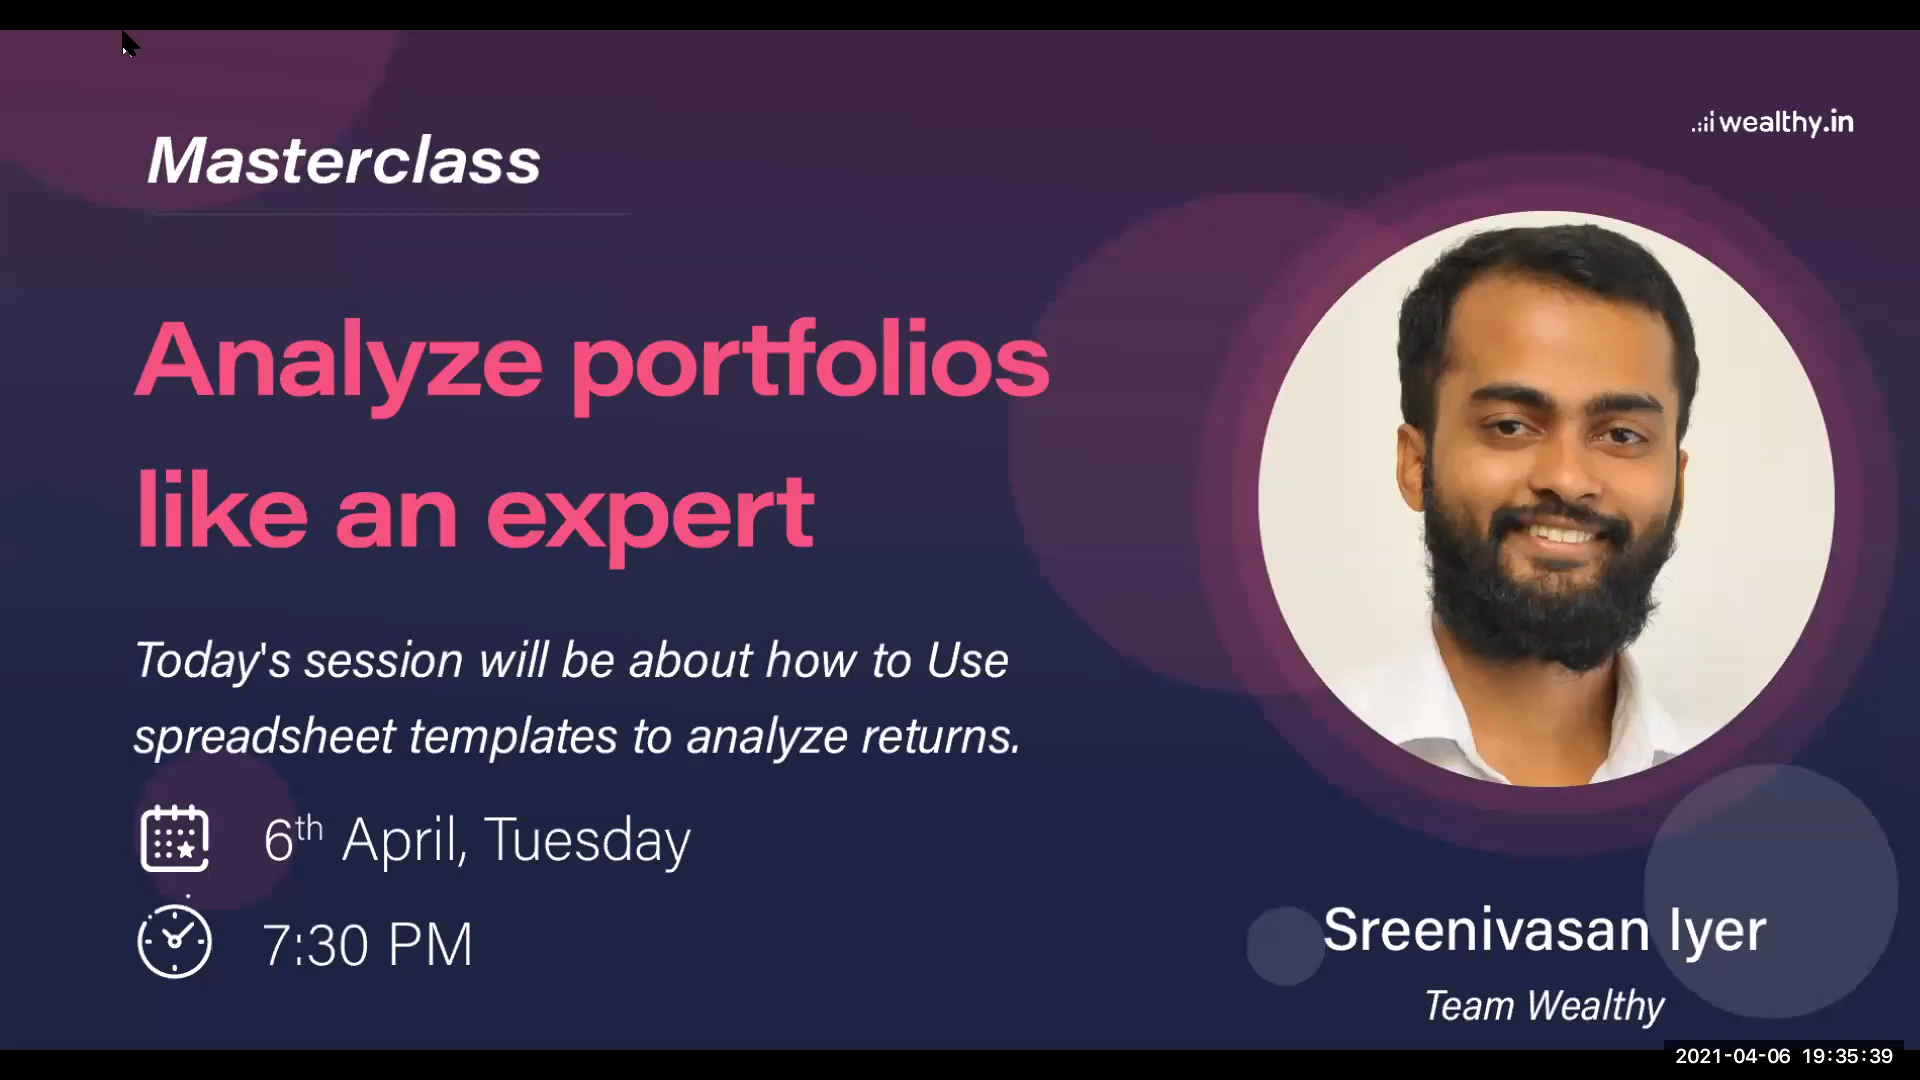 Masterclass
wealthy.in
Analyze portfolios
like an expert
Today's session will be about how to Use
spreadsheet templates to analyze returns.
6th April, Tuesday
7:30 PM
Sreenivasan Iyer
Team Wealthy
2021-04-06 19:35:39